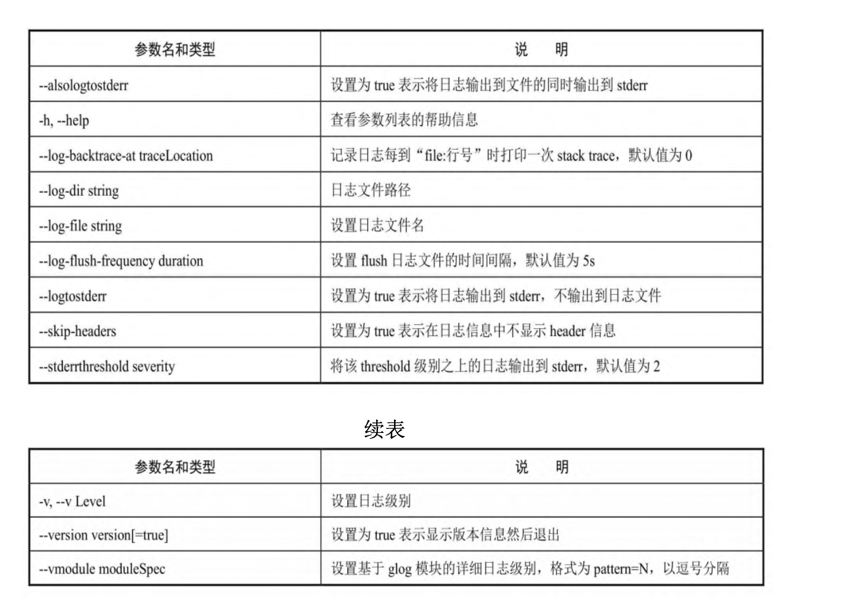 参数名和类型 说 明
--alsologtostderr 设置为 true 表示将日志输出到文件的同时输出到 stderr
-h, --help 查看参数列表的帮助信息
--log-backtrace-at traceLocation 记录日志每到“file:行号”时打印一次 stack trace，默认值为 0
--log-dir string 日志文件路径
--log-file string 设置日志文件名
--log-flush-frequency duration 设置 flush 日志文件的时间间隔，默认值为 5s
--logtostderr 设置为 true 表示将日志输出到 stderr，不输出到日志文件
--skip-headers 设置为 true 表示在日志信息中不显示 header 信息
--stderrthreshold severity 将该 threshold 级别之上的日志输出到 stderr，默认值为 2
续表
参数名和类型 说 明
-v, --v Level 设置日志级别
--version version[=true] 设置为 true 表示显示版本信息然后退出
--vmodule moduleSpec 设置基于 glog 模块的详细日志级别，格式为 pattern=N，以逗号分隔